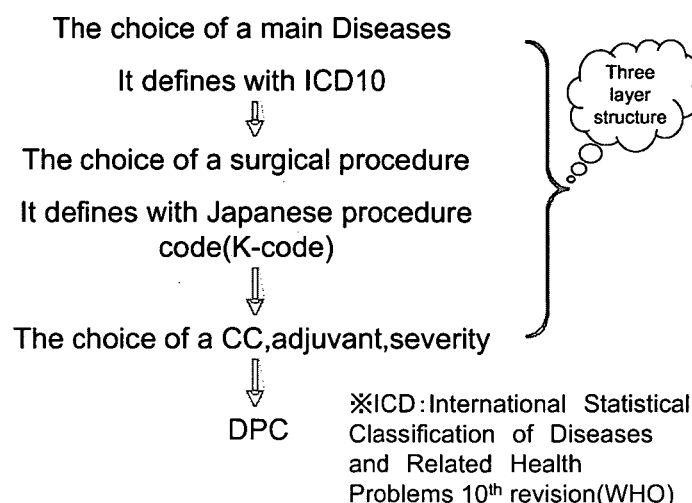 The choice of a main Diseases
It defines with ICD10
The choice of a surgical procedure
It defines with Japanese procedure
code(K-code)
The choice of a CC,adjuvant,severity
DPC
Three
layer
structure
※ICD:International Statistical
Classification of Diseases
and Related Health
Problems 10th revision(WHO)